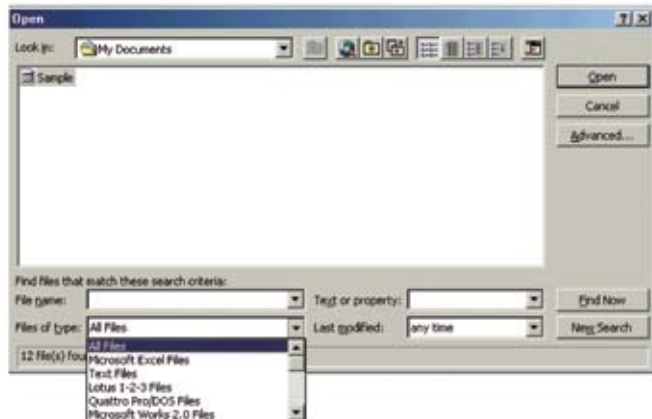 Open
Look in: My Documents
Sample
Open
Cancel
Advanced...
Find files that match these search criteria:
File name: Text or property: Find Now
Files of type: All Files Last modified: any time New Search
12 file(s) fou
All Files
Microsoft Excel Files
Text Files
Lotus 1-2-3 Files
Quattro Pro/DOS Files
Microsoft Works 2.0 Files